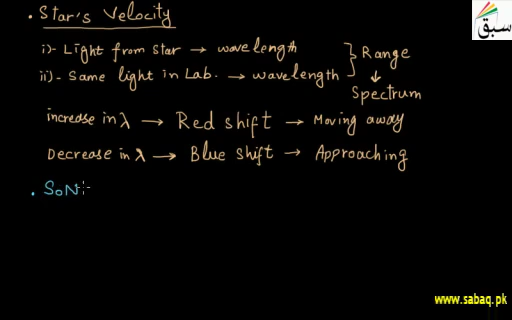 سبق
. Star's Velocity
i)- Light from star → wavelength
ii)- Same light in Lab. → wavelength
} Range
↓
Spectrum
increase in λ → Red shift → Moving away
Decrease in λ → Blue shift → Approaching
. SoN:-
www.sabaq.pk